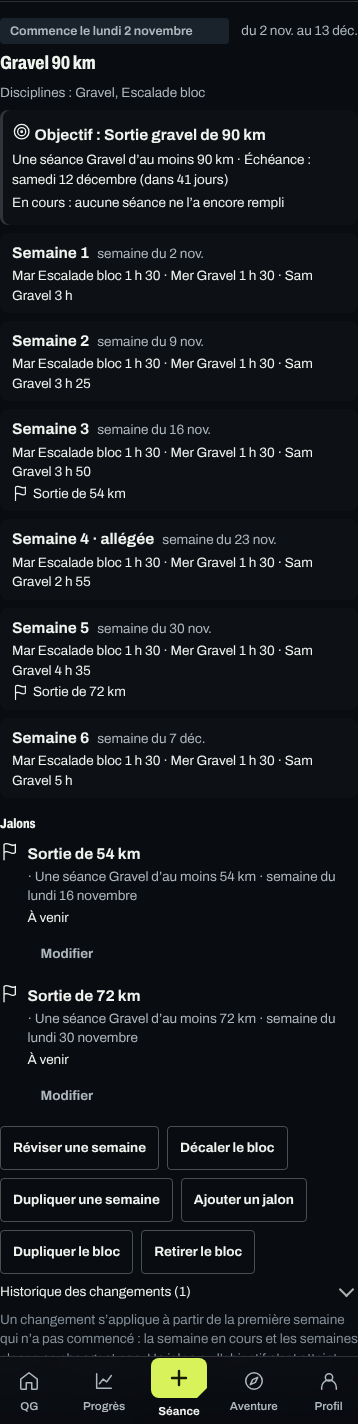 Commence le lundi 2 novembre
du 2 nov. au 13 déc.
Gravel 90 km
Disciplines : Gravel, Escalade bloc
Objectif : Sortie gravel de 90 km
Une séance Gravel d’au moins 90 km · Échéance :
samedi 12 décembre (dans 41 jours)
En cours : aucune séance ne l’a encore rempli
Semaine 1 semaine du 2 nov.
Mar Escalade bloc 1 h 30 · Mer Gravel 1 h 30 · Sam
Gravel 3 h
Semaine 2 semaine du 9 nov.
Mar Escalade bloc 1 h 30 · Mer Gravel 1 h 30 · Sam
Gravel 3 h 25
Semaine 3 semaine du 16 nov.
Mar Escalade bloc 1 h 30 · Mer Gravel 1 h 30 · Sam
Gravel 3 h 50
Sortie de 54 km
Semaine 4 · allégée semaine du 23 nov.
Mar Escalade bloc 1 h 30 · Mer Gravel 1 h 30 · Sam
Gravel 2 h 55
Semaine 5 semaine du 30 nov.
Mar Escalade bloc 1 h 30 · Mer Gravel 1 h 30 · Sam
Gravel 4 h 35
Sortie de 72 km
Semaine 6 semaine du 7 déc.
Mar Escalade bloc 1 h 30 · Mer Gravel 1 h 30 · Sam
Gravel 5 h
Jalons
Sortie de 54 km
· Une séance Gravel d’au moins 54 km · semaine du
lundi 16 novembre
À venir
Modifier
Sortie de 72 km
· Une séance Gravel d’au moins 72 km · semaine du
lundi 30 novembre
À venir
Modifier
Réviser une semaine
Décaler le bloc
Dupliquer une semaine
Ajouter un jalon
Dupliquer le bloc
Retirer le bloc
Historique des changements (1)
Un changement s’applique à partir de la première semaine
qui n’a pas commencé : la semaine en cours et les semaines
QG
Progrès
Séance
Aventure
Profil